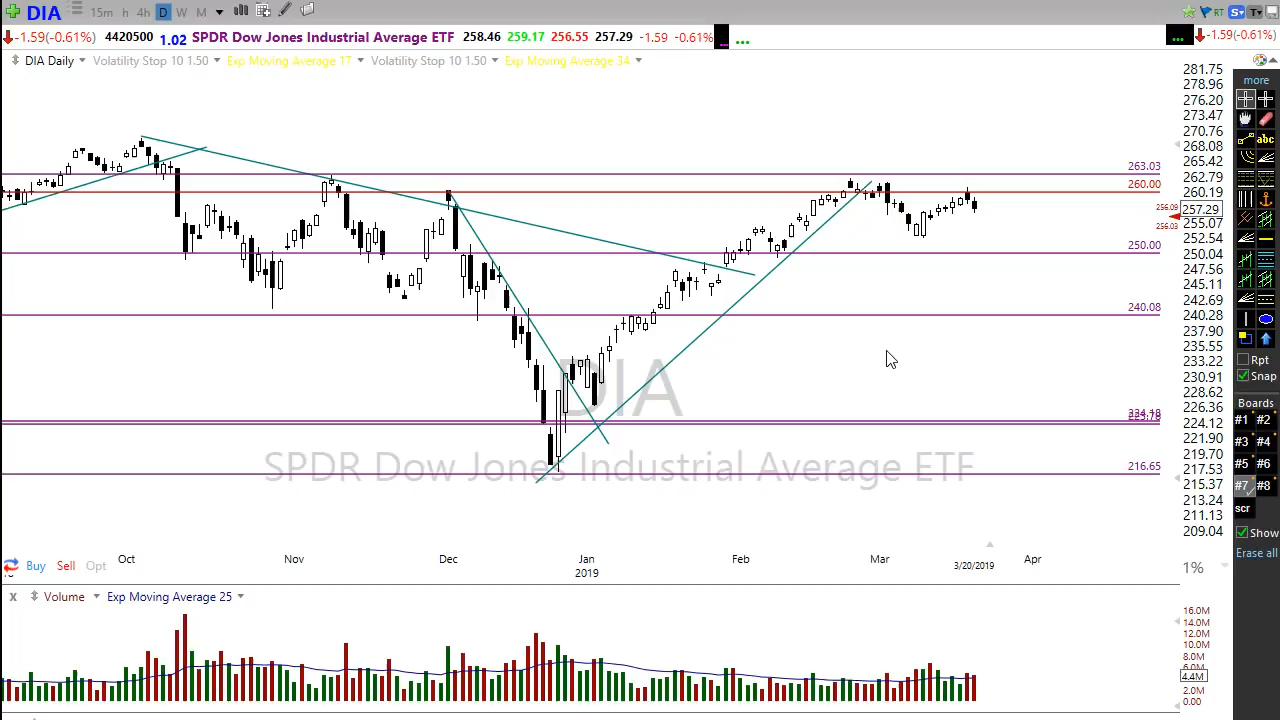 DIA 15m h 4h D W M RT S T
-1.59(-0.61%) 4420500 1.02 SPDR Dow Jones Industrial Average ETF 258.46 259.17 256.55 257.29 -1.59 -0.61% ... ... -1.59(-0.61%)
DIA Daily Volatility Stop 10 1.50 Exp Moving Average 17 Volatility Stop 10 1.50 Exp Moving Average 34
281.75
278.96
276.20
273.47
270.76
268.08
265.42
262.79
260.19
257.29
255.07
252.54
250.04
247.56
245.11
242.69
240.28
237.90
235.55
233.22
230.91
228.62
226.36
224.12
221.90
219.70
217.53
215.37
213.24
211.13
209.04
263.03
260.00
256.09
256.03
250.00
240.08
216.65
DIA
SPDR Dow Jones Industrial Average ETF
more
abc
Rpt
Snap
Boards
#1 #2
#3 #4
#5 #6
#7 #8
scr
Show
Erase all
Oct Nov Dec Jan Feb Mar Apr
2019 3/20/2019
Buy Sell Opt
1%
x Volume Exp Moving Average 25
16.0M
14.0M
12.0M
10.0M
8.0M
6.0M
4.4M
2.0M
0.00